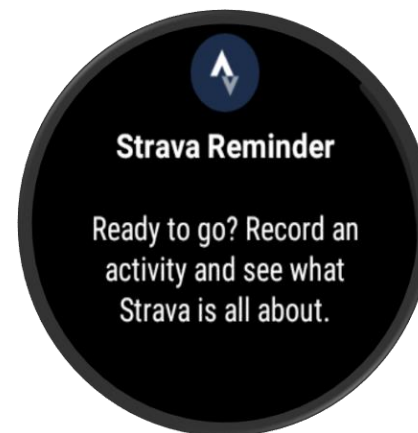 Strava Reminder
Ready to go? Record an
activity and see what
Strava is all about.